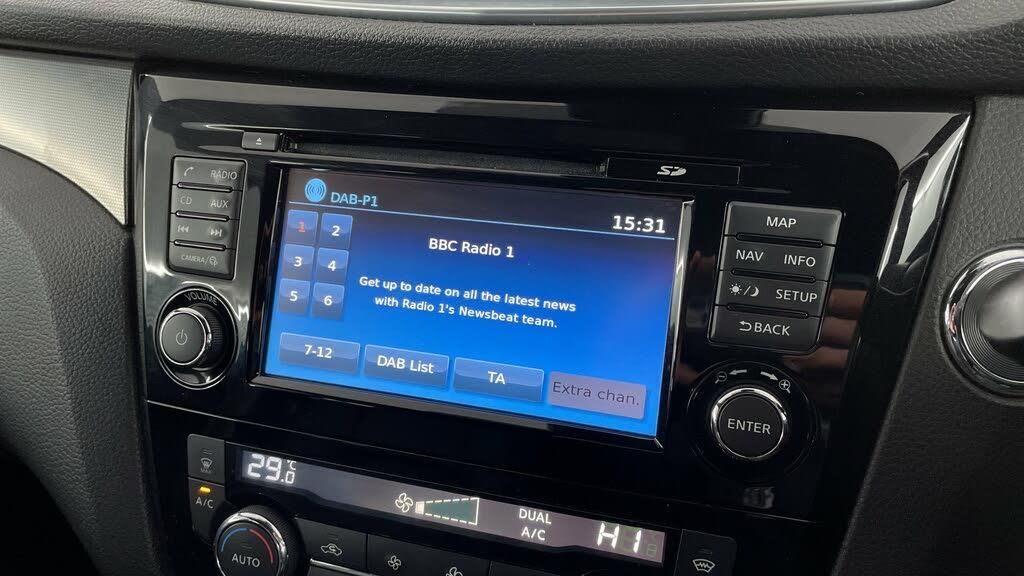 SD
RADIO
CD AUX
CAMERA/
VOLUME
DAB-P1
15:31
1 2
3 4
5 6
BBC Radio 1
Get up to date on all the latest news
with Radio 1's Newsbeat team.
7-12
DAB List
TA
Extra chan.
MAP
NAV INFO
SETUP
BACK
ENTER
MAX
A/C
29.0 °C
DUAL
A/C
HI
AUTO